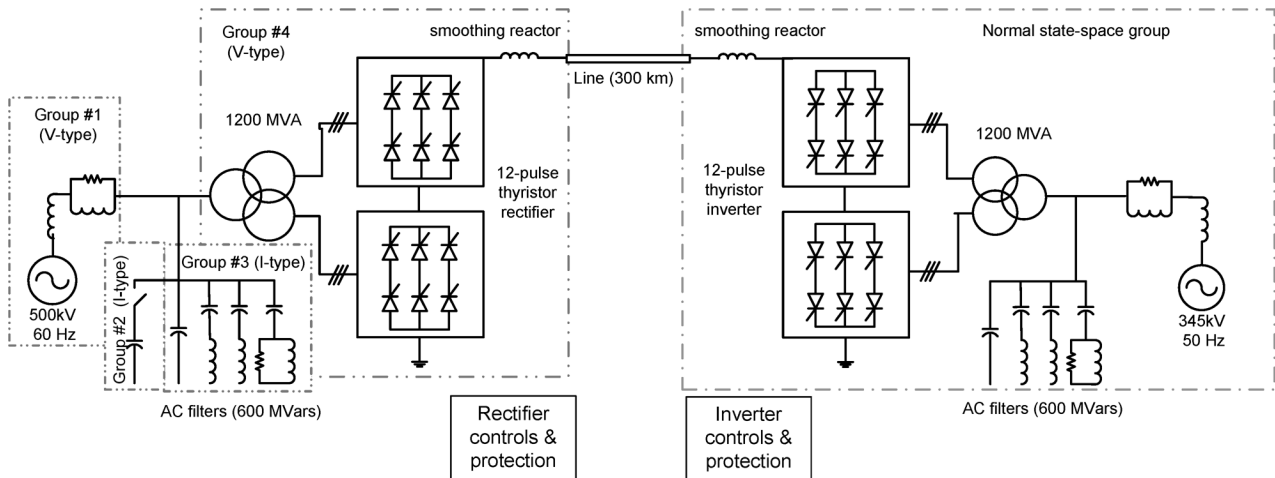 Group #1
(V-type)
500kV
60 Hz
Group #2 (I-type)
Group #3 (I-type)
AC filters (600 MVars)
Group #4
(V-type)
1200 MVA
smoothing reactor
12-pulse
thyristor
rectifier
Line (300 km)
Rectifier
controls &
protection
Inverter
controls &
protection
smoothing reactor
Normal state-space group
12-pulse
thyristor
inverter
1200 MVA
345kV
50 Hz
AC filters (600 MVars)